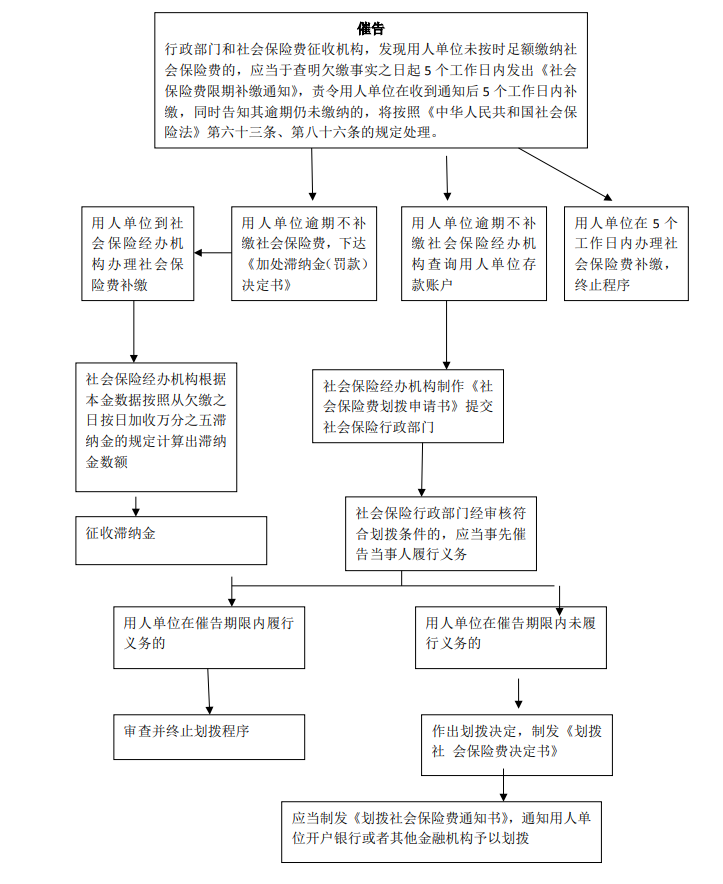 催告
行政部门和社会保险费征收机构，发现用人单位未按时足额缴纳社
会保险费的，应当于查明欠缴事实之日起 5 个工作日内发出《社会
保险费限期补缴通知》，责令用人单位在收到通知后 5 个工作日内补
缴，同时告知其逾期仍未缴纳的，将按照《中华人民共和国社会保
险法》第六十三条、第八十六条的规定处理。
用人单位到社
会保险经办机
构办理社会保
险费补缴
用人单位逾期不补
缴社会保险费，下达
《加处滞纳金（罚款）
决定书》
用人单位逾期不补
缴社会保险经办机
构查询用人单位存
款账户
用人单位在 5 个
工作日内办理社
会保险费补缴，
终止程序
社会保险经办机构根据
本金数据按照从欠缴之
日按日加收万分之五滞
纳金的规定计算出滞纳
金数额
社会保险经办机构制作《社
会保险费划拨申请书》提交
社会保险行政部门
征收滞纳金
社会保险行政部门经审核符
合划拨条件的，应当事先催
告当事人履行义务
用人单位在催告期限内履行
义务的
用人单位在催告期限内未履
行义务的
审查并终止划拨程序
作出划拨决定，制发《划拨
社 会保险费决定书》
应当制发《划拨社会保险费通知书》，通知用人单
位开户银行或者其他金融机构予以划拨